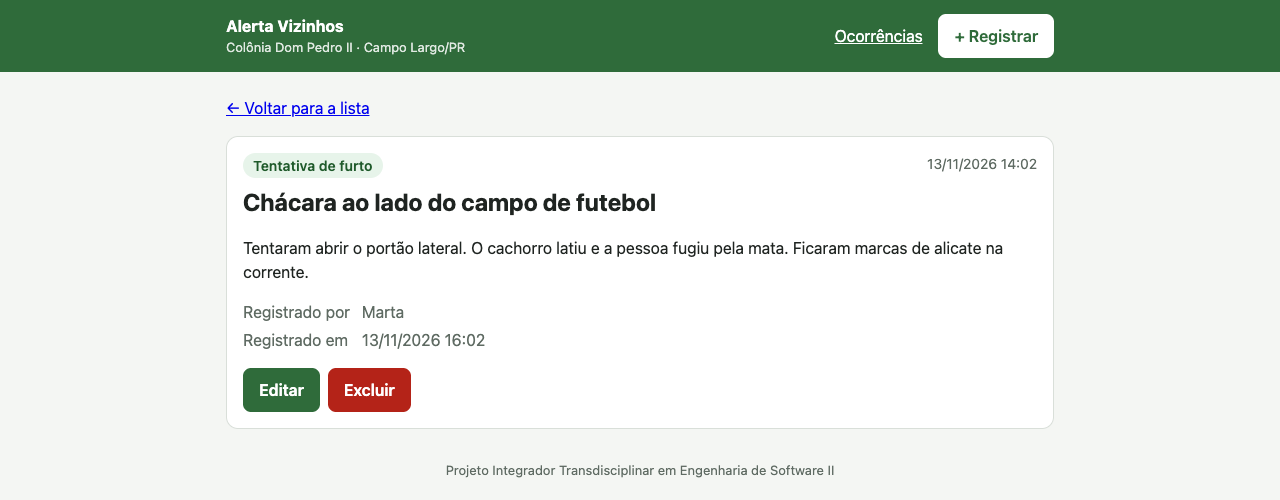 Alerta Vizinhos
Colônia Dom Pedro II · Campo Largo/PR
Ocorrências
+ Registrar
← Voltar para a lista
Tentativa de furto
13/11/2026 14:02
Chácara ao lado do campo de futebol
Tentaram abrir o portão lateral. O cachorro latiu e a pessoa fugiu pela mata. Ficaram marcas de alicate na
corrente.
Registrado por Marta
Registrado em 13/11/2026 16:02
Editar
Excluir
Projeto Integrador Transdisciplinar em Engenharia de Software II